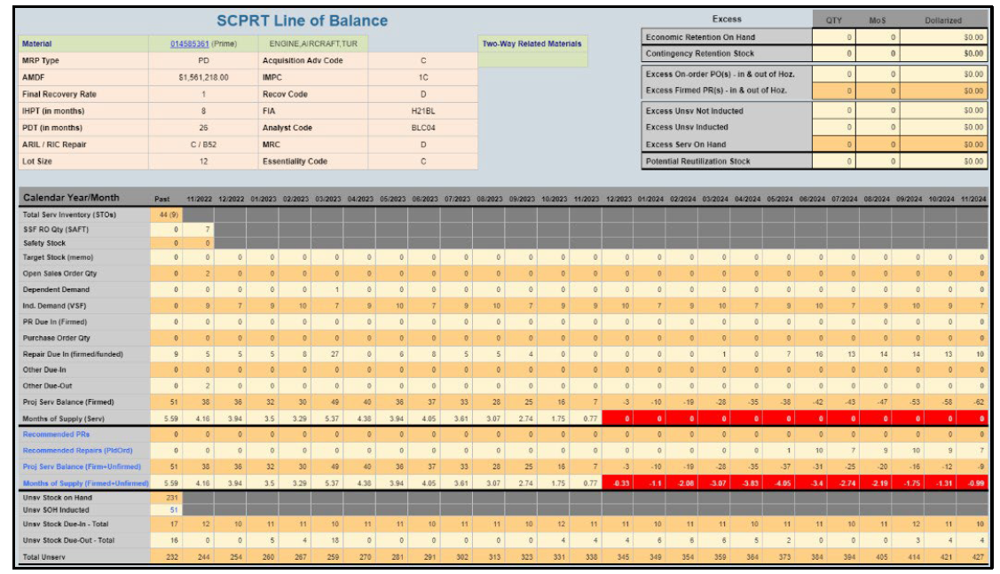 SCPRT Line of Balance
Material 014585361 (Prime) ENGINE,AIRCRAFT,TUR
MRP Type PD Acquisition Adv Code C
AMDF $1,561,218.00 IMPC 1C
Final Recovery Rate 1 Recov Code D
IHPT (in months) 8 FIA H21BL
PDT (in months) 26 Analyst Code BLC04
ARIL / RIC Repair C / B52 MRC D
Lot Size 12 Essentiality Code C
Two-Way Related Materials
Excess QTY Mo$ Dollarized
Economic Retention On Hand 0 0 $0.00
Contingency Retention Stock 0 0 $0.00
Excess On-order PO(s) - in & out of Hoz. 0 0 $0.00
Excess Firmed PR(s) - in & out of Hoz. 0 0 $0.00
Excess Unsv Not Inducted 0 0 $0.00
Excess Unsv Inducted 0 0 $0.00
Excess Serv On Hand 0 0 $0.00
Potential Reutilization Stock 0 0 $0.00
Calendar Year/Month Past 11/2022 12/2022 01/2023 02/2023 03/2023 04/2023 05/2023 06/2023 07/2023 08/2023 09/2023 10/2023 11/2023 12/2023 01/2024 02/2024 03/2024 04/2024 05/2024 06/2024 07/2024 08/2024 09/2024 10/2024 11/2024
Total Serv Inventory (STOs) 44 (9)
SSF RO Qty (SAFT) 0 7
Safety Stock 0 0
Target Stock (memo) 0 0 0 0 0 0 0 0 0 0 0 0 0 0 0 0 0 0 0 0 0 0 0 0 0 0
Open Sales Order Qty 0 2 0 0 0 0 0 0 0 0 0 0 0 0 0 0 0 0 0 0 0 0 0 0 0 0
Dependent Demand 0 0 0 0 0 1 0 0 0 0 0 0 0 0 0 0 0 0 0 0 0 0 0 0 0 0
Ind. Demand (VSF) 0 9 7 9 10 7 9 10 7 9 10 7 9 9 10 7 9 10 7 9 10 7 9 10 9 7
PR Due In (Firmed) 0 0 0 0 0 0 0 0 0 0 0 0 0 0 0 0 0 0 0 0 0 0 0 0 0 0
Purchase Order Qty 0 0 0 0 0 0 0 0 0 0 0 0 0 0 0 0 0 0 0 0 0 0 0 0 0 0
Repair Due In (firmed/funded) 9 5 5 5 8 27 0 6 8 5 5 4 0 0 0 0 0 1 0 7 16 13 14 14 13 10
Other Due-In 0 0 0 0 0 0 0 0 0 0 0 0 0 0 0 0 0 0 0 0 0 0 0 0 0 0
Other Due-Out 0 2 0 0 0 0 0 0 0 0 0 0 0 0 0 0 0 0 0 0 0 0 0 0 0 0
Proj Serv Balance (Firmed) 51 38 36 32 30 49 40 36 37 33 28 25 16 7 -3 -10 -19 -28 -35 -38 -42 -43 -47 -53 -58 -62
Months of Supply (Serv) 5.59 4.16 3.94 3.5 3.29 5.37 4.38 3.94 4.05 3.61 3.07 2.74 1.75 0.77 0 0 0 0 0 0 0 0 0 0 0 0
Recommended PRs 0 0 0 0 0 0 0 0 0 0 0 0 0 0 0 0 0 0 0 0 0 0 0 0 0 0
Recommended Repairs (PldOrd) 0 0 0 0 0 0 0 0 0 0 0 0 0 0 0 0 0 0 0 1 10 7 9 10 9 7
Proj Serv Balance (Firm+Unfirmed) 51 38 36 32 30 49 40 36 37 33 28 25 16 7 -3 -10 -19 -28 -35 -37 -31 -25 -20 -16 -12 -9
Months of Supply (Firmed+Unfirmed) 5.59 4.16 3.94 3.5 3.29 5.37 4.38 3.94 4.05 3.61 3.07 2.74 1.75 0.77 -0.33 -1.1 -2.08 -3.07 -3.83 -4.05 -3.4 -2.74 -2.19 -1.75 -1.31 -0.99
Unsv Stock on Hand 231
Unsv SOH Inducted 51
Unsv Stock Due-In - Total 17 12 10 11 11 10 11 11 10 11 11 10 12 11 11 10 11 11 10 11 11 10 11 12 11 10
Unsv Stock Due-Out - Total 16 0 0 5 4 18 0 0 0 0 0 0 4 4 4 6 6 6 5 2 0 0 0 3 4 4
Total Unserv 232 244 254 260 267 259 270 281 291 302 313 323 331 338 345 349 354 359 364 373 384 394 405 414 421 427